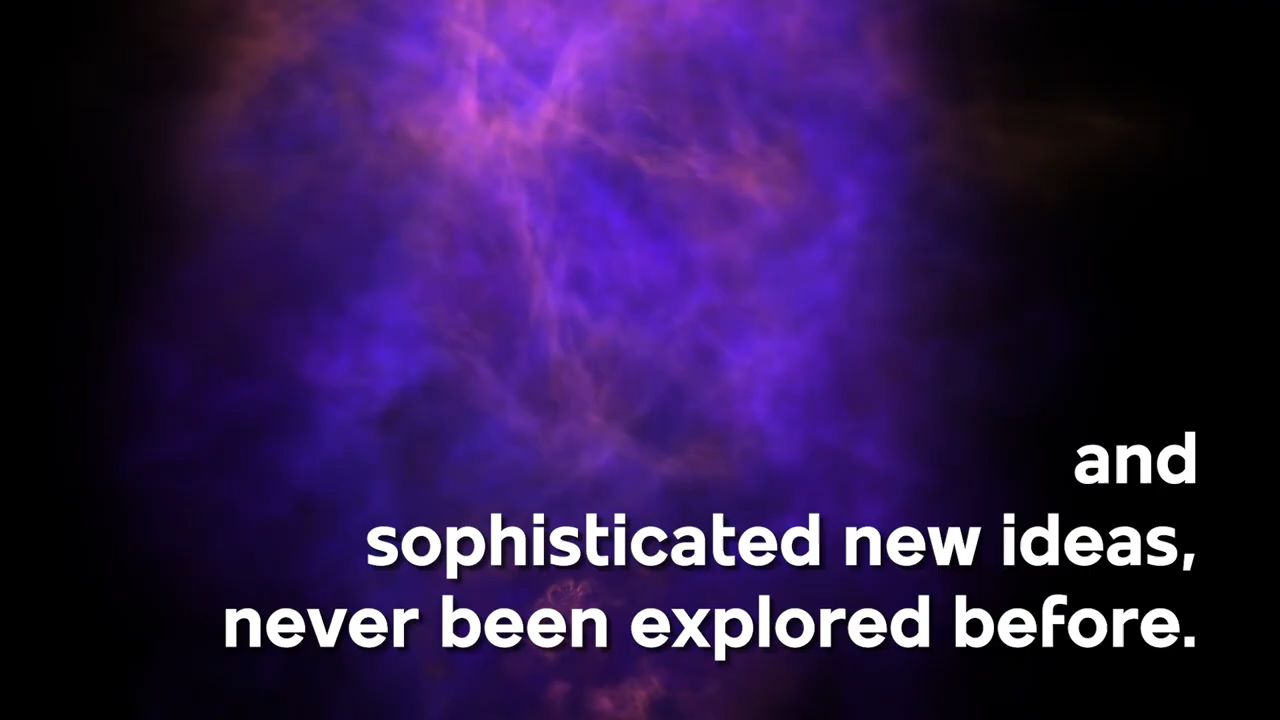 and
sophisticated new ideas,
never been explored before.